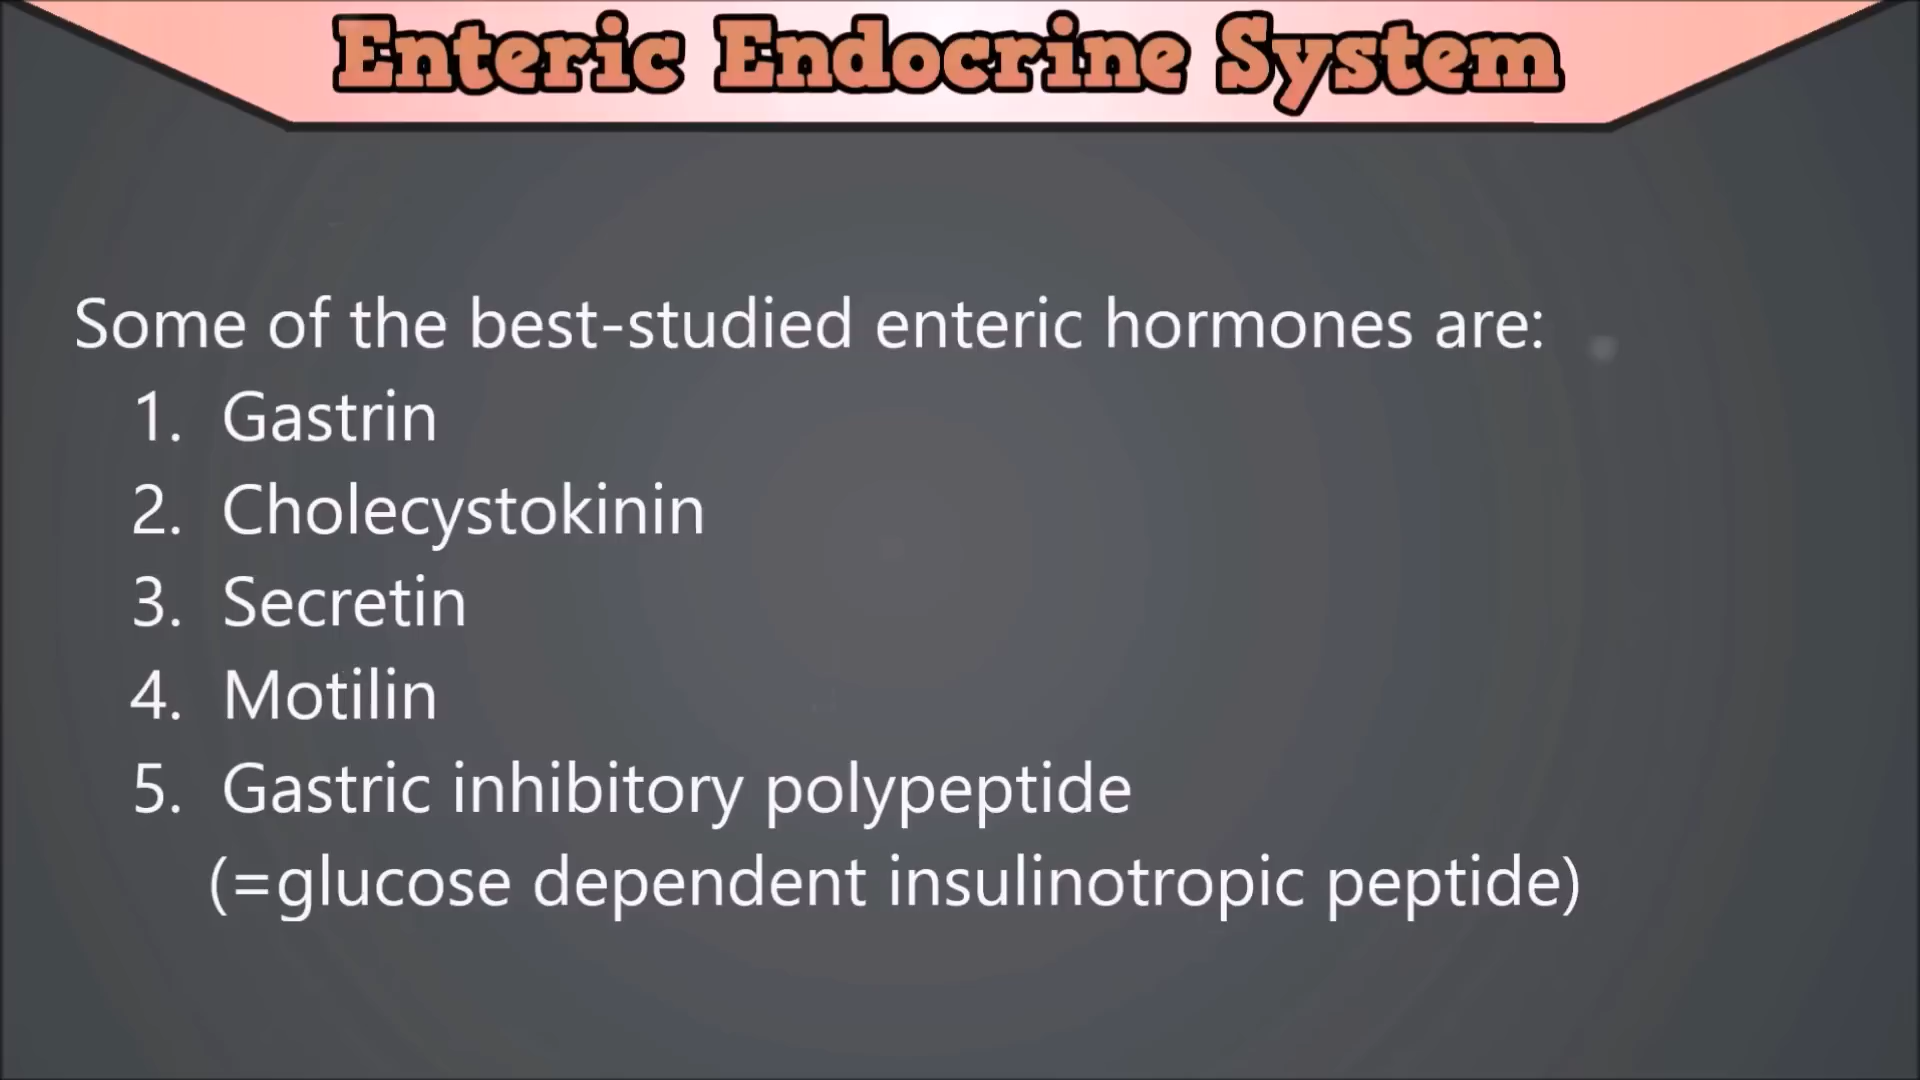 Enteric Endocrine System
Some of the best-studied enteric hormones are:
1. Gastrin
2. Cholecystokinin
3. Secretin
4. Motilin
5. Gastric inhibitory polypeptide
(=glucose dependent insulinotropic peptide)